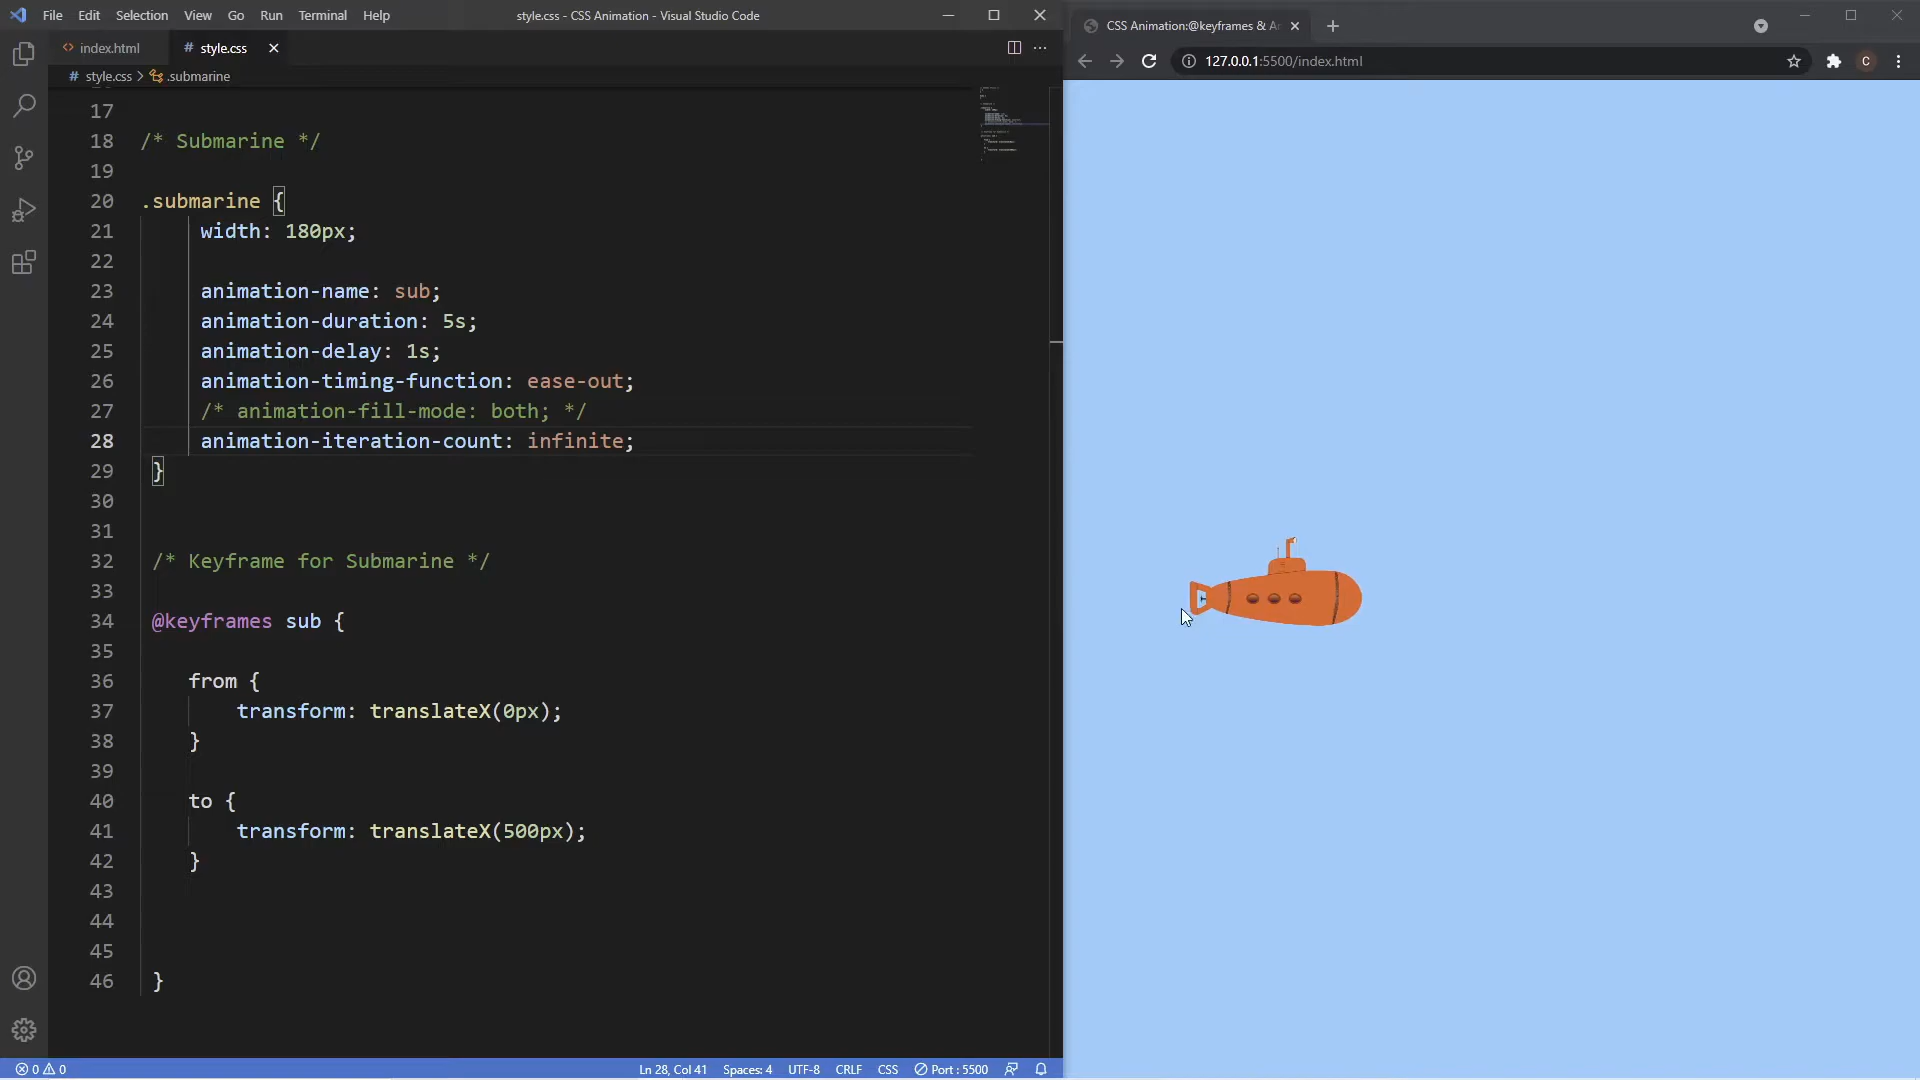 File Edit Selection View Go Run Terminal Help
style.css - CSS Animation - Visual Studio Code
index.html
# style.css
# style.css > .submarine
17
18 /* Submarine */
19
20 .submarine {
21 width: 180px;
22
23 animation-name: sub;
24 animation-duration: 5s;
25 animation-delay: 1s;
26 animation-timing-function: ease-out;
27 /* animation-fill-mode: both; */
28 animation-iteration-count: infinite;
29 }
30
31
32 /* Keyframe for Submarine */
33
34 @keyframes sub {
35
36 from {
37 transform: translateX(0px);
38 }
39
40 to {
41 transform: translateX(500px);
42 }
43
44
45
46 }
0 0
Ln 28, Col 41 Spaces: 4 UTF-8 CRLF CSS Port : 5500
CSS Animation:@keyframes & A
127.0.0.1:5500/index.html
C